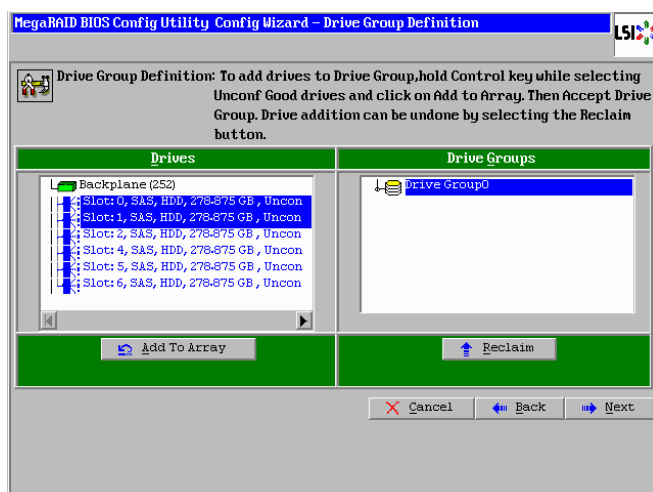 MegaRAID BIOS Config Utility Config Wizard – Drive Group Definition
LSI
Drive Group Definition: To add drives to Drive Group,hold Control key while selecting
Unconf Good drives and click on Add to Array. Then Accept Drive
Group. Drive addition can be undone by selecting the Reclaim
button.
Drives
Drive Groups
Backplane (252)
Slot: 0, SAS, HDD, 278.875 GB , Uncon
Slot: 1, SAS, HDD, 278.875 GB , Uncon
Slot: 2, SAS, HDD, 278.875 GB , Uncon
Slot: 4, SAS, HDD, 278.875 GB , Uncon
Slot: 5, SAS, HDD, 278.875 GB , Uncon
Slot: 6, SAS, HDD, 278.875 GB , Uncon
Drive Group0
Add To Array
Reclaim
Cancel
Back
Next